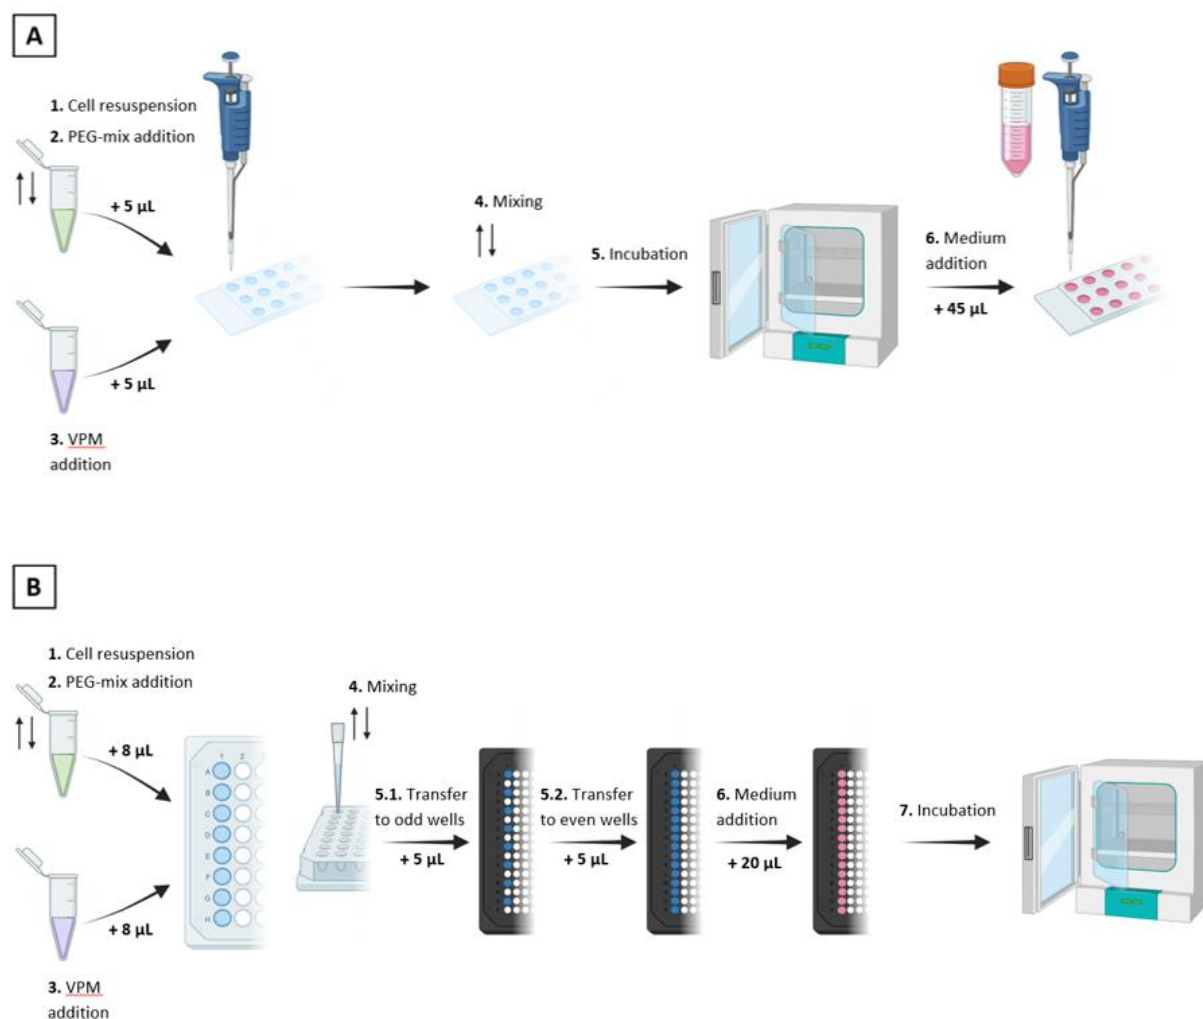 A
1. Cell resuspension
2. PEG-mix addition
+ 5 µL
+ 5 µL
3. VPM
addition
4. Mixing
5. Incubation
6. Medium
addition
+ 45 µL
B
1. Cell resuspension
2. PEG-mix addition
+ 8 µL
+ 8 µL
3. VPM
addition
1 2
A
B
C
D
E
F
G
H
4. Mixing
5.1. Transfer
to odd wells
+ 5 µL
5.2. Transfer
to even wells
+ 5 µL
6. Medium
addition
+ 20 µL
7. Incubation